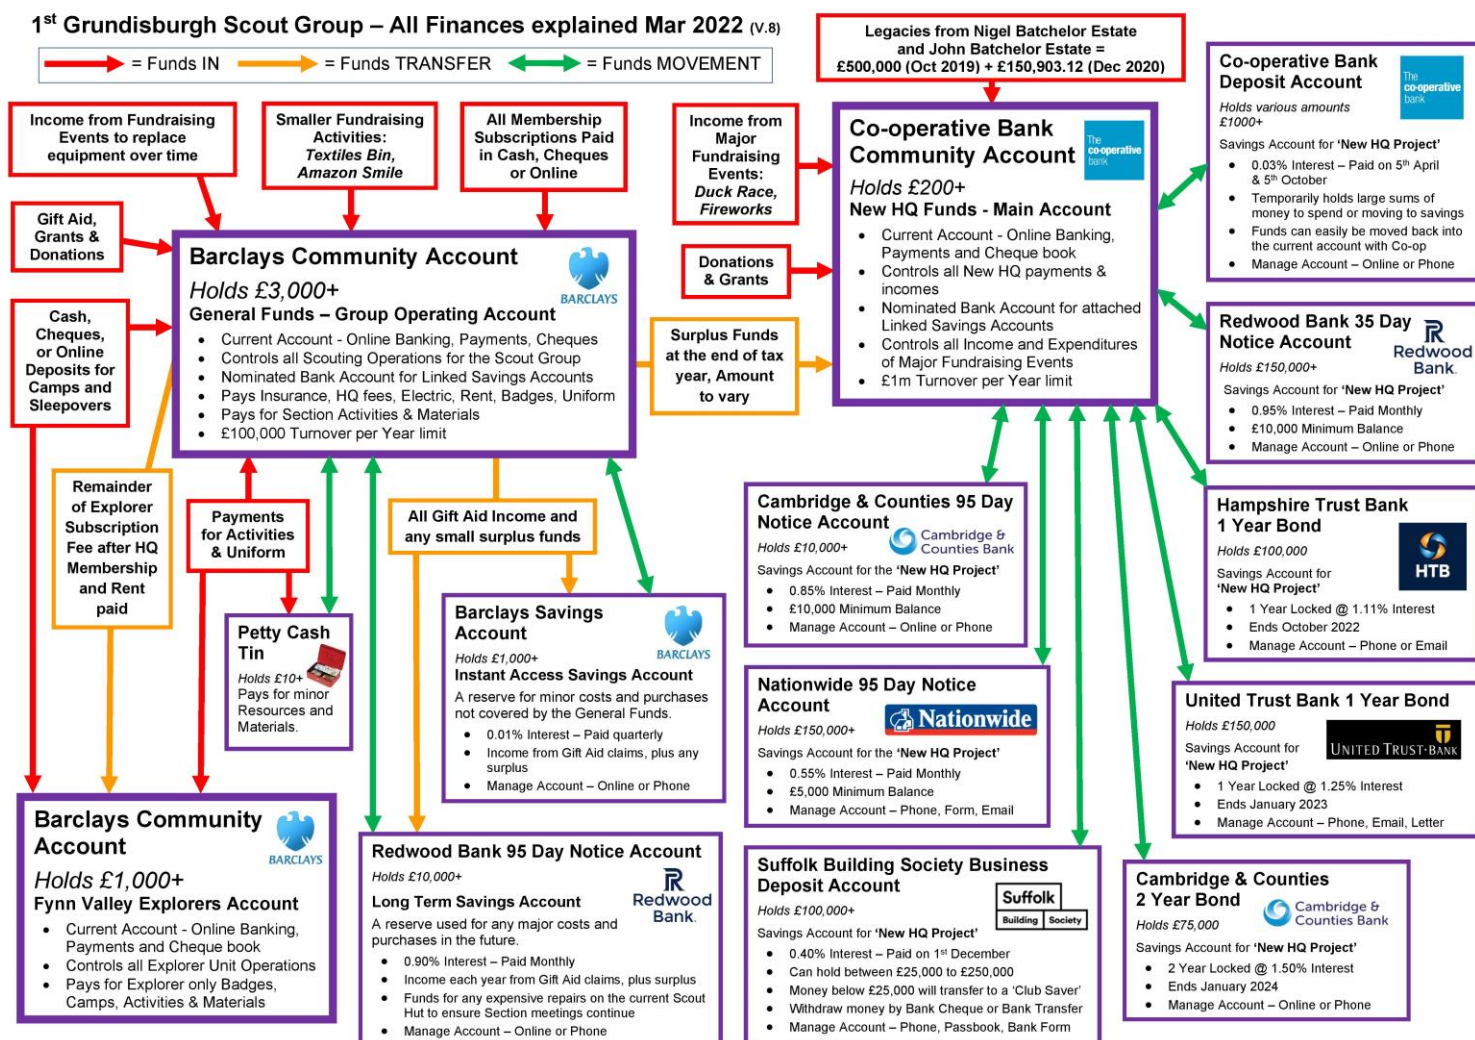 1st Grundisburgh Scout Group – All Finances explained Mar 2022 (V.8)
= Funds IN
= Funds TRANSFER
= Funds MOVEMENT
Legacies from Nigel Batchelor Estate
and John Batchelor Estate =
£500,000 (Oct 2019) + £150,903.12 (Dec 2020)
Income from Fundraising
Events to replace
equipment over time
Smaller Fundraising
Activities:
Textiles Bin,
Amazon Smile
All Membership
Subscriptions Paid
in Cash, Cheques
or Online
Gift Aid,
Grants &
Donations
Cash,
Cheques,
or Online
Deposits for
Camps and
Sleepovers
Barclays Community Account
BARCLAYS
Holds £3,000+
General Funds – Group Operating Account
• Current Account - Online Banking, Payments, Cheques
• Controls all Scouting Operations for the Scout Group
• Nominated Bank Account for Linked Savings Accounts
• Pays Insurance, HQ fees, Electric, Rent, Badges, Uniform
• Pays for Section Activities & Materials
• £100,000 Turnover per Year limit
Income from
Major
Fundraising
Events:
Duck Race,
Fireworks
Donations
& Grants
Surplus Funds
at the end of tax
year, Amount
to vary
Co-operative Bank
Community Account
The
co-operative
bank
Holds £200+
New HQ Funds - Main Account
• Current Account - Online Banking,
Payments and Cheque book
• Controls all New HQ payments &
incomes
• Nominated Bank Account for attached
Linked Savings Accounts
• Controls all Income and Expenditures
of Major Fundraising Events
• £1m Turnover per Year limit
Co-operative Bank
Deposit Account
The
co-operative
bank
Holds various amounts
£1000+
Savings Account for 'New HQ Project'
• 0.03% Interest – Paid on 5th April
& 5th October
• Temporarily holds large sums of
money to spend or moving to savings
• Funds can easily be moved back into
the current account with Co-op
• Manage Account – Online or Phone
Redwood Bank 35 Day
Notice Account
Redwood
Bank.
Holds £150,000+
Savings Account for 'New HQ Project'
• 0.95% Interest – Paid Monthly
• £10,000 Minimum Balance
• Manage Account – Online or Phone
Remainder
of Explorer
Subscription
Fee after HQ
Membership
and Rent
paid
Payments
for Activities
& Uniform
All Gift Aid Income and
any small surplus funds
Petty Cash
Tin
Holds £10+
Pays for minor
Resources and
Materials.
Barclays Savings
Account
BARCLAYS
Holds £1,000+
Instant Access Savings Account
A reserve for minor costs and purchases
not covered by the General Funds.
• 0.01% Interest – Paid quarterly
• Income from Gift Aid claims, plus any
surplus
• Manage Account – Online or Phone
Cambridge & Counties 95 Day
Notice Account
Cambridge &
Counties Bank
Holds £10,000+
Savings Account for the 'New HQ Project'
• 0.85% Interest – Paid Monthly
• £10,000 Minimum Balance
• Manage Account – Online or Phone
Hampshire Trust Bank
1 Year Bond
HTB
Holds £100,000
Savings Account for
'New HQ Project'
• 1 Year Locked @ 1.11% Interest
• Ends October 2022
• Manage Account – Phone or Email
Nationwide 95 Day Notice
Account
Nationwide
Holds £150,000+
Savings Account for the 'New HQ Project'
• 0.55% Interest – Paid Monthly
• £5,000 Minimum Balance
• Manage Account – Phone, Form, Email
United Trust Bank 1 Year Bond
UNITED TRUST BANK
Holds £150,000
Savings Account for
'New HQ Project'
• 1 Year Locked @ 1.25% Interest
• Ends January 2023
• Manage Account – Phone, Email, Letter
Barclays Community
Account
BARCLAYS
Holds £1,000+
Fynn Valley Explorers Account
• Current Account - Online Banking,
Payments and Cheque book
• Controls all Explorer Unit Operations
• Pays for Explorer only Badges,
Camps, Activities & Materials
Redwood Bank 95 Day Notice Account
Redwood
Bank.
Holds £10,000+
Long Term Savings Account
A reserve used for any major costs and
purchases in the future.
• 0.90% Interest – Paid Monthly
• Income each year from Gift Aid claims, plus surplus
• Funds for any expensive repairs on the current Scout
Hut to ensure Section meetings continue
• Manage Account – Online or Phone
Suffolk Building Society Business
Deposit Account
Suffolk
Building Society
Holds £100,000+
Savings Account for 'New HQ Project'
• 0.40% Interest – Paid on 1st December
• Can hold between £25,000 to £250,000
• Money below £25,000 will transfer to a 'Club Saver'
• Withdraw money by Bank Cheque or Bank Transfer
• Manage Account – Phone, Passbook, Bank Form
Cambridge & Counties
2 Year Bond
Cambridge &
Counties Bank
Holds £75,000
Savings Account for 'New HQ Project'
• 2 Year Locked @ 1.50% Interest
• Ends January 2024
• Manage Account – Online or Phone